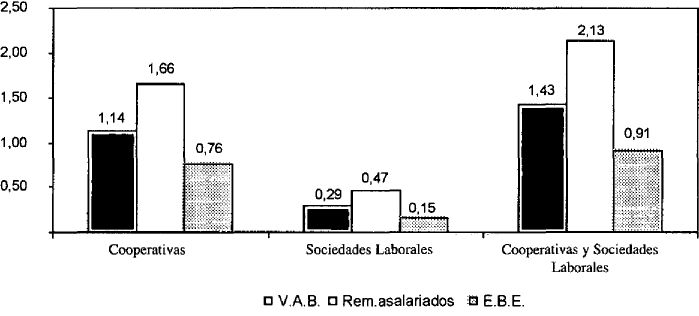 2,50
2,00
1,50
1,00
0,50
1,14
1,66
0,76
0,29
0,47
0,15
1,43
2,13
0,91
Cooperativas
Sociedades Laborales
Cooperativas y Sociedades
Laborales
V.A.B. Rem.asalariados E.B.E.